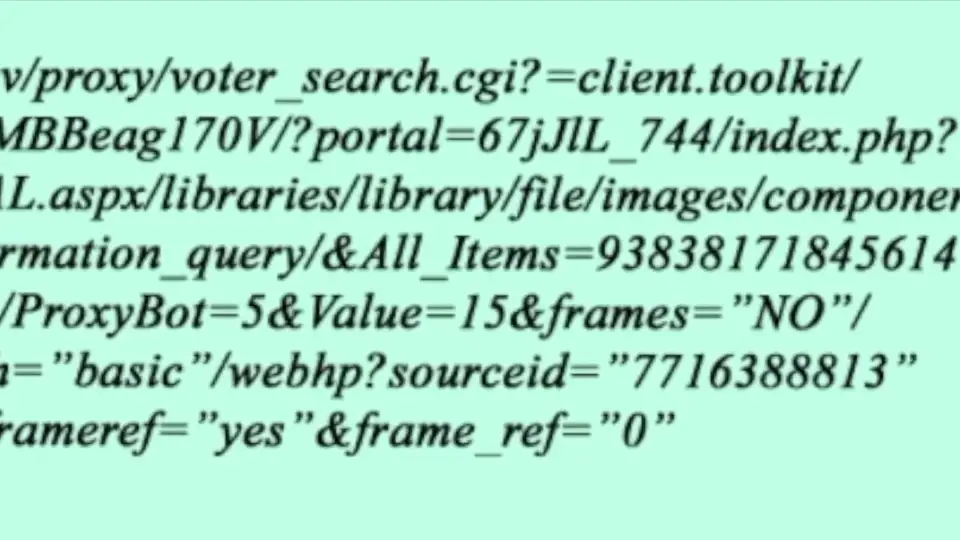 v/proxy/voter_search.cgi?=client.toolkit/
MBBeag170V/?portal=67jJlL_744/index.php?
L.aspx/libraries/library/file/images/componen
rmation_query/&All_Items=93838171845614
/ProxyBot=5&Value=15&frames=”NO”/
h=”basic”/webhp?sourceid=”7716388813”
rameref=”yes”&frame_ref=”0”